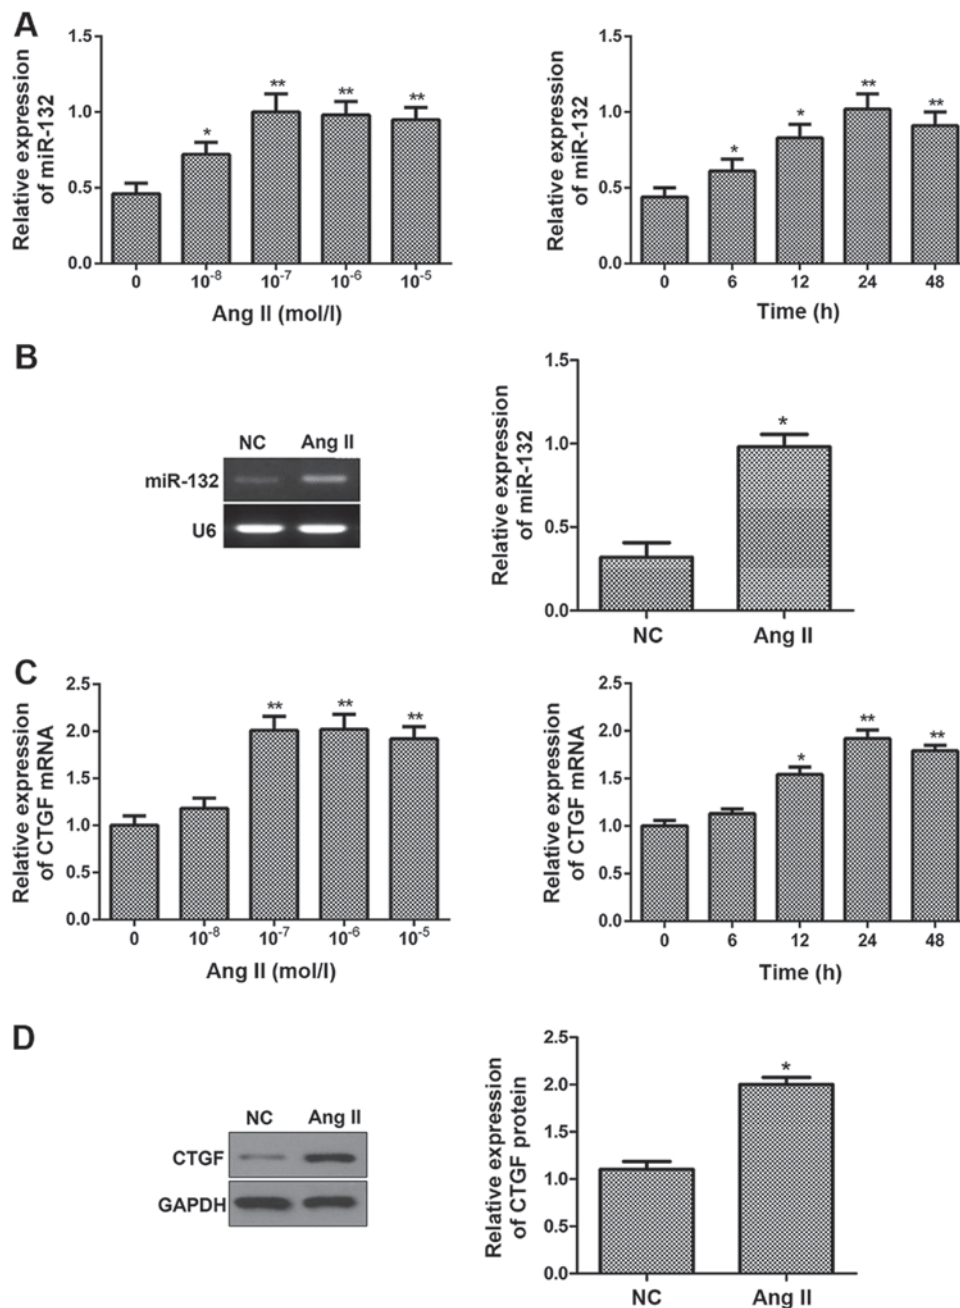 A
Relative expression
of miR-132
1.5
1.0
0.5
0.0
*
**
**
**
0
10⁻⁸
10⁻⁷
10⁻⁶
10⁻⁵
Ang II (mol/l)
Relative expression
of miR-132
1.5
1.0
0.5
0.0
*
*
**
**
0
6
12
24
48
Time (h)
B
NC
Ang II
miR-132
U6
Relative expression
of miR-132
1.5
1.0
0.5
0.0
*
NC
Ang II
C
Relative expression
of CTGF mRNA
2.5
2.0
1.5
1.0
0.5
0.0
**
**
**
0
10⁻⁸
10⁻⁷
10⁻⁶
10⁻⁵
Ang II (mol/l)
Relative expression
of CTGF mRNA
2.5
2.0
1.5
1.0
0.5
0.0
*
**
**
0
6
12
24
48
Time (h)
D
NC
Ang II
CTGF
GAPDH
Relative expression
of CTGF protein
2.5
2.0
1.5
1.0
0.5
0.0
*
NC
Ang II